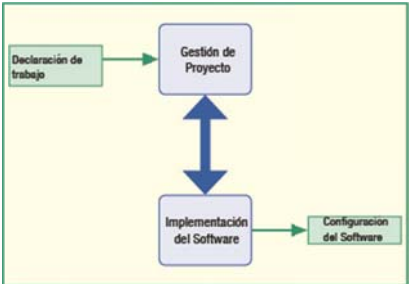 Declaración de
trabajo
Gestión de
Proyecto
Implementación
del Software
Configuracion
del Software